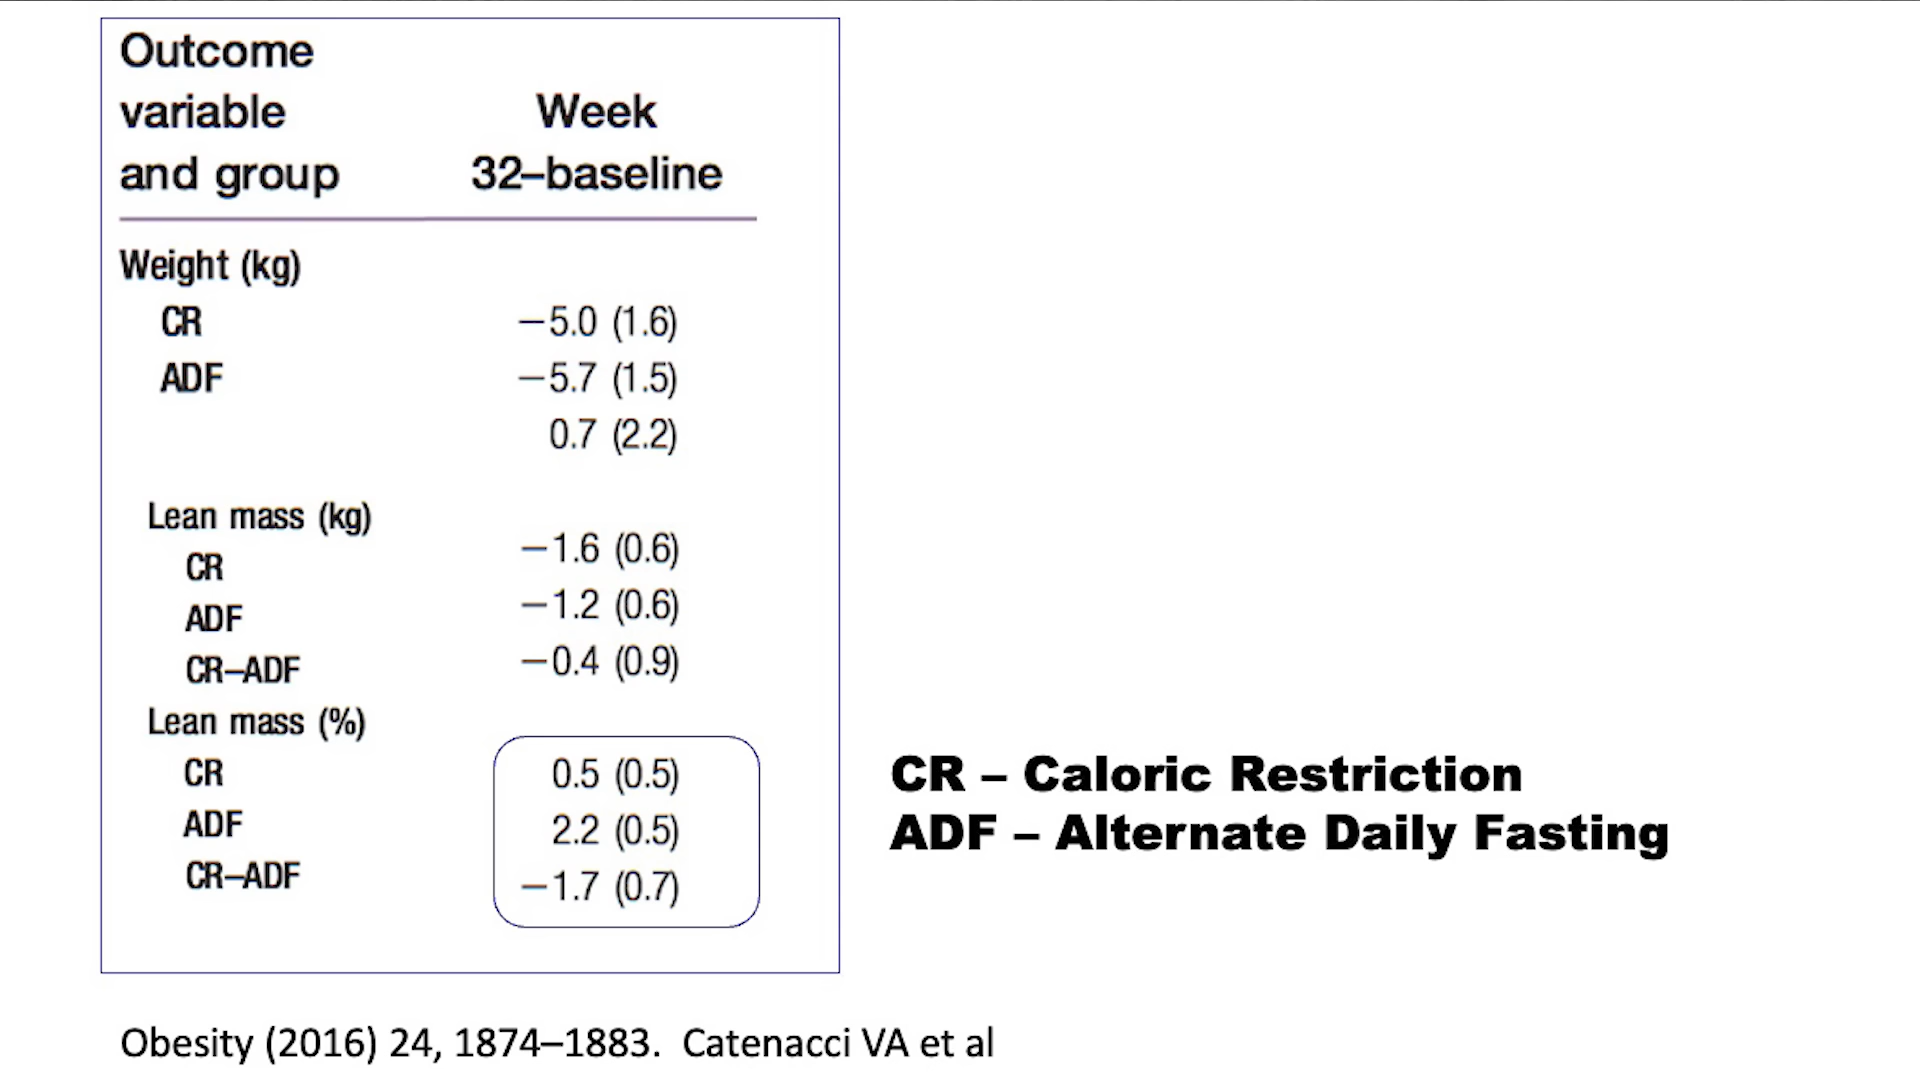 Outcome
variable Week
and group 32–baseline
Weight (kg)
CR −5.0 (1.6)
ADF −5.7 (1.5)
0.7 (2.2)
Lean mass (kg)
CR −1.6 (0.6)
ADF −1.2 (0.6)
CR–ADF −0.4 (0.9)
Lean mass (%)
CR 0.5 (0.5)
ADF 2.2 (0.5)
CR–ADF −1.7 (0.7)
CR – Caloric Restriction
ADF – Alternate Daily Fasting
Obesity (2016) 24, 1874–1883. Catenacci VA et al